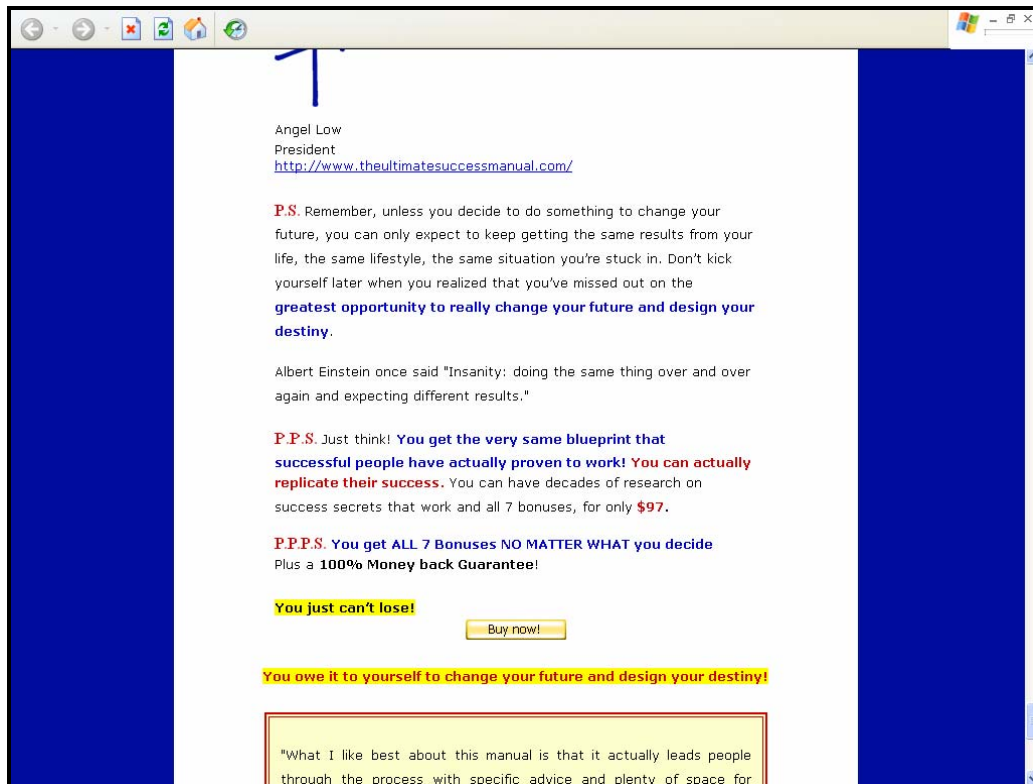 Angel Low
President
http://www.theultimatesuccessmanual.com/
P.S. Remember, unless you decide to do something to change your
future, you can only expect to keep getting the same results from your
life, the same lifestyle, the same situation you're stuck in. Don't kick
yourself later when you realized that you've missed out on the
greatest opportunity to really change your future and design your
destiny.
Albert Einstein once said "Insanity: doing the same thing over and over
again and expecting different results."
P.P.S. Just think! You get the very same blueprint that
successful people have actually proven to work! You can actually
replicate their success. You can have decades of research on
success secrets that work and all 7 bonuses, for only $97.
P.P.P.S. You get ALL 7 Bonuses NO MATTER WHAT you decide
Plus a 100% Money back Guarantee!
You just can't lose!
Buy now!
You owe it to yourself to change your future and design your destiny!
"What I like best about this manual is that it actually leads people
through the process with specific advice and plenty of space for